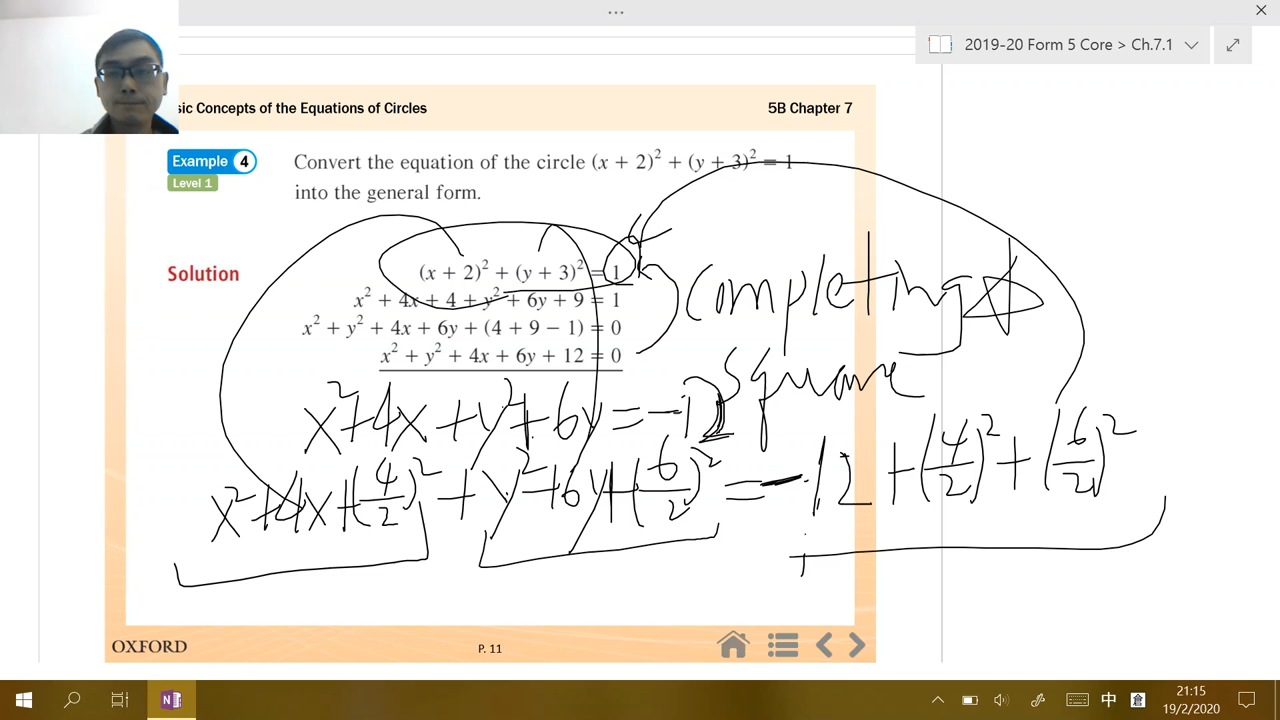 2019-20 Form 5 Core > Ch.7.1
sic Concepts of the Equations of Circles
5B Chapter 7
Example 4
Level 1
Convert the equation of the circle (x + 2)² + (y + 3)² = 1
into the general form.
Solution
(x + 2)² + (y + 3)² = 1
x² + 4x + 4 + y² + 6y + 9 = 1
x² + y² + 4x + 6y + (4 + 9 − 1) = 0
x² + y² + 4x + 6y + 12 = 0
completing
square
x²+4x+y²+6y=-12
x²+4x+(4/2)²+y²+6y+(6/2)²=-12+(4/2)²+(6/2)²
OXFORD
P. 11
中
倉
21:15
19/2/2020